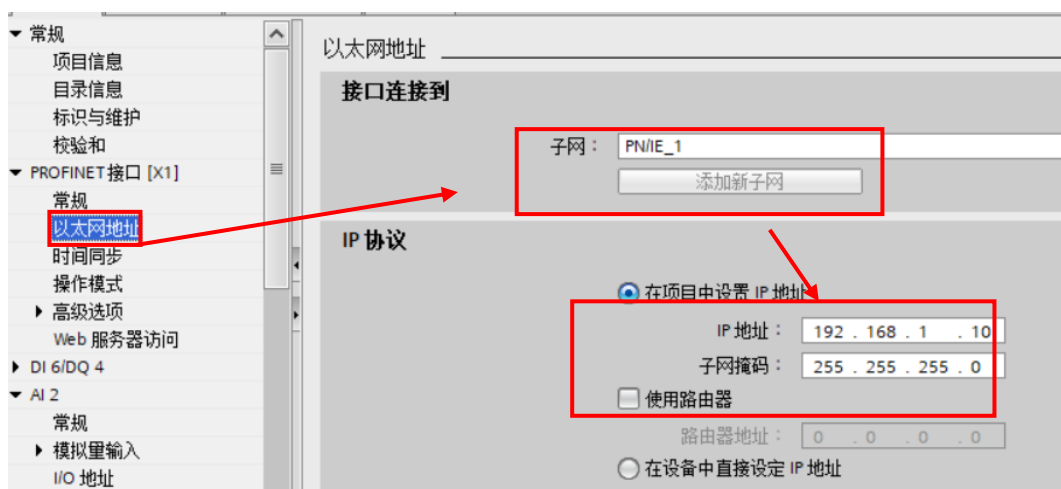 常规
项目信息
目录信息
标识与维护
校验和
PROFINET接口 [X1]
常规
以太网地址
时间同步
操作模式
高级选项
Web 服务器访问
DI 6/DQ 4
AI 2
常规
模拟量输入
I/O 地址
以太网地址
接口连接到
子网：
PN/IE_1
添加新子网
IP 协议
在项目中设置 IP 地址
IP 地址：
192 . 168 . 1 . 10
子网掩码：
255 . 255 . 255 . 0
使用路由器
路由器地址：
0 . 0 . 0 . 0
在设备中直接设定 IP 地址